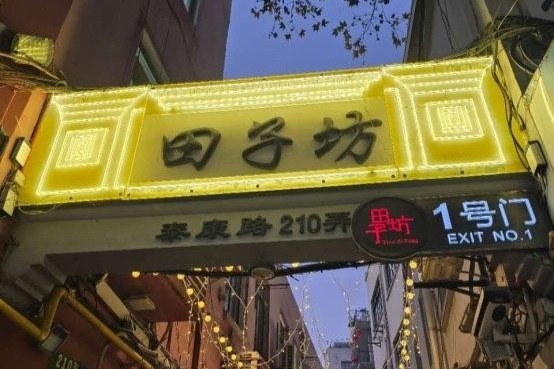 田子坊
泰康路210弄
田子坊
Tian Zi Fang
1号门
EXIT NO.1